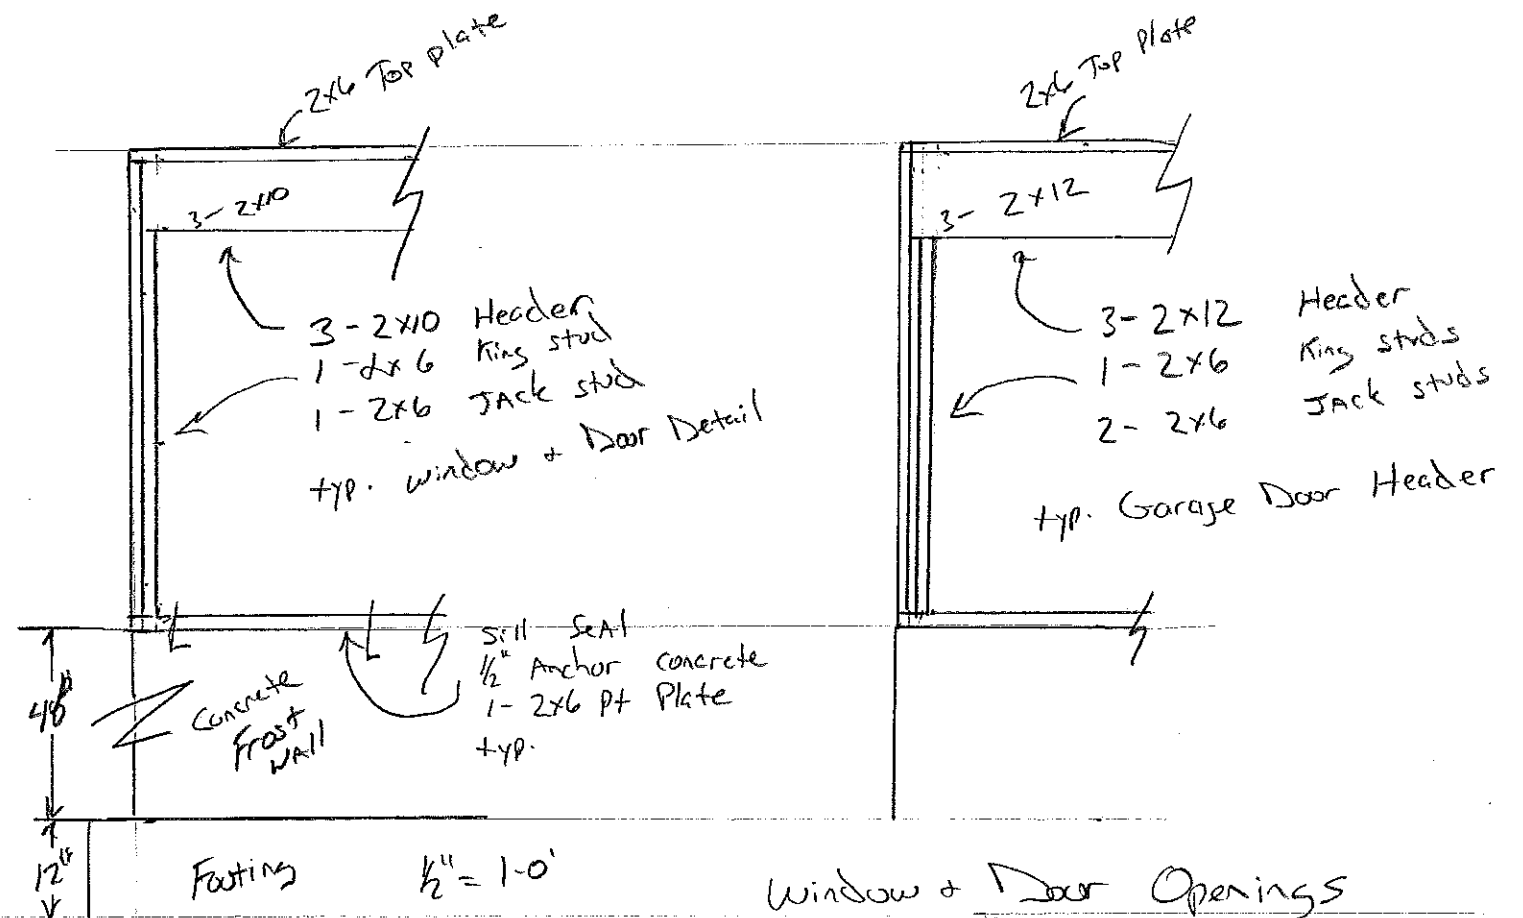 2x6 Top plate
3- 2x10
3-2x10 Header
1-2x6 King stud
1-2x6 JAck stud
typ. window + Door Detail
2x6 Top Plate
3- 2x12
3-2x12 Header
1-2x6 King studs
2- 2x6 JAck studs
typ. Garage Door Header
48"
Concrete
Frost
WAll
Sill SeAl
1/2" Anchor concrete
1-2x6 Pt Plate
typ.
12"
Footing
1/2" = 1-0'
Window + Door Openings